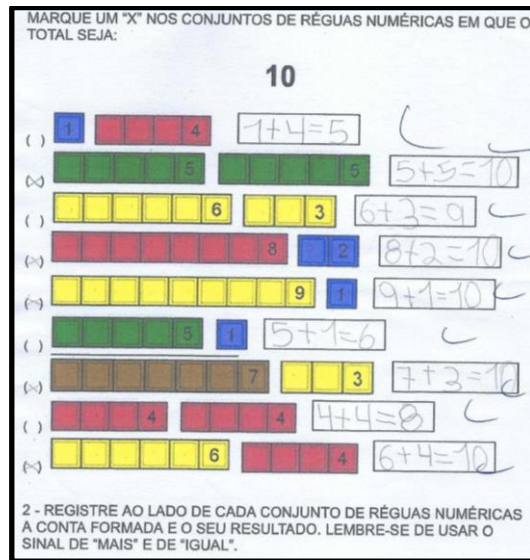 MARQUE UM "X" NOS CONJUNTOS DE RÉGUAS NUMÉRICAS EM QUE O
TOTAL SEJA:
10
( ) 1 4 1+4=5
(x) 5 5 5+5=10
( ) 6 3 6+3=9
(x) 8 2 8+2=10
(x) 9 1 9+1=10
( ) 5 1 5+1=6
(x) 7 3 7+3=10
( ) 4 4 4+4=8
(x) 6 4 6+4=10
2 - REGISTRE AO LADO DE CADA CONJUNTO DE RÉGUAS NUMÉRICAS
A CONTA FORMADA E O SEU RESULTADO. LEMBRE-SE DE USAR O
SINAL DE "MAIS" E DE "IGUAL".